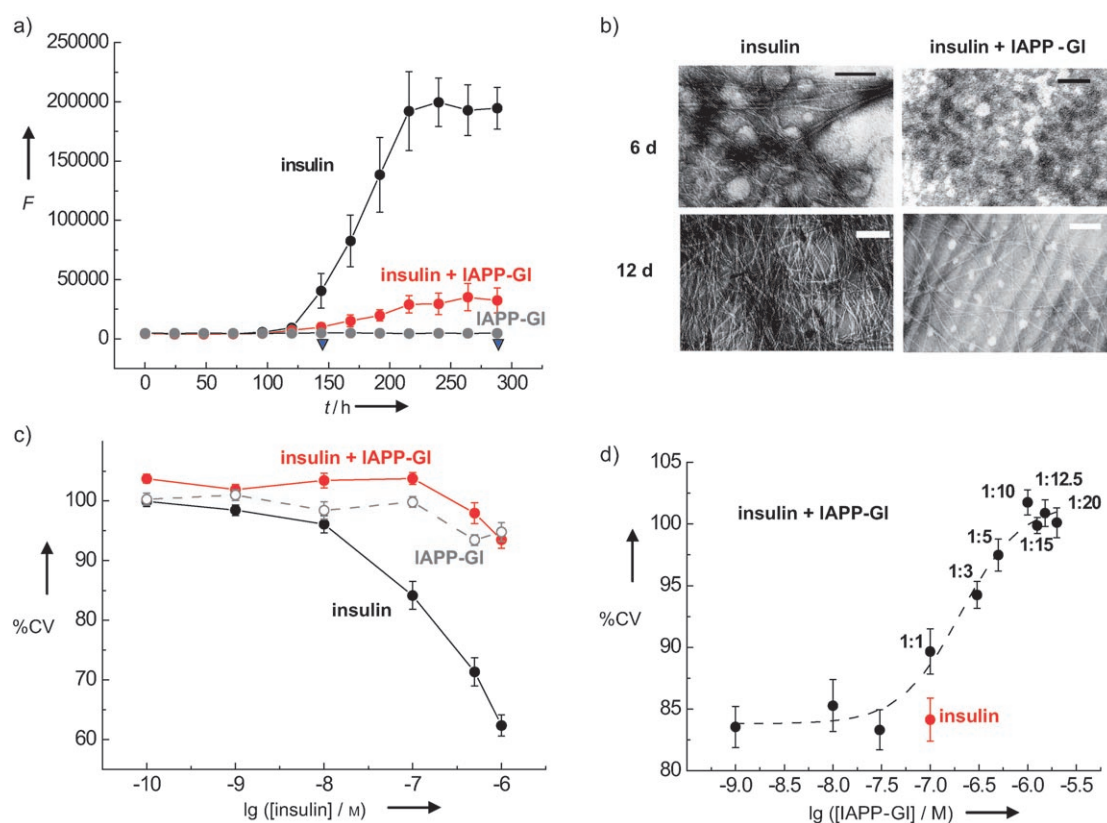 a)
250000
200000
150000
100000
50000
0
F
insulin
insulin + IAPP-GI
IAPP-GI
0 50 100 150 200 250 300
t / h
b)
insulin insulin + IAPP -GI
6 d
12 d
c)
insulin + IAPP-GI
100
90
80
70
60
%CV
IAPP-GI
insulin
-10 -9 -8 -7 -6
lg ([insulin] / M)
d)
105
100
95
90
85
80
%CV
insulin + IAPP-GI
1:10 1:12.5
1:20
1:15
1:5
1:3
1:1
insulin
-9.0 -8.5 -8.0 -7.5 -7.0 -6.5 -6.0 -5.5
lg ([IAPP-GI] / M)